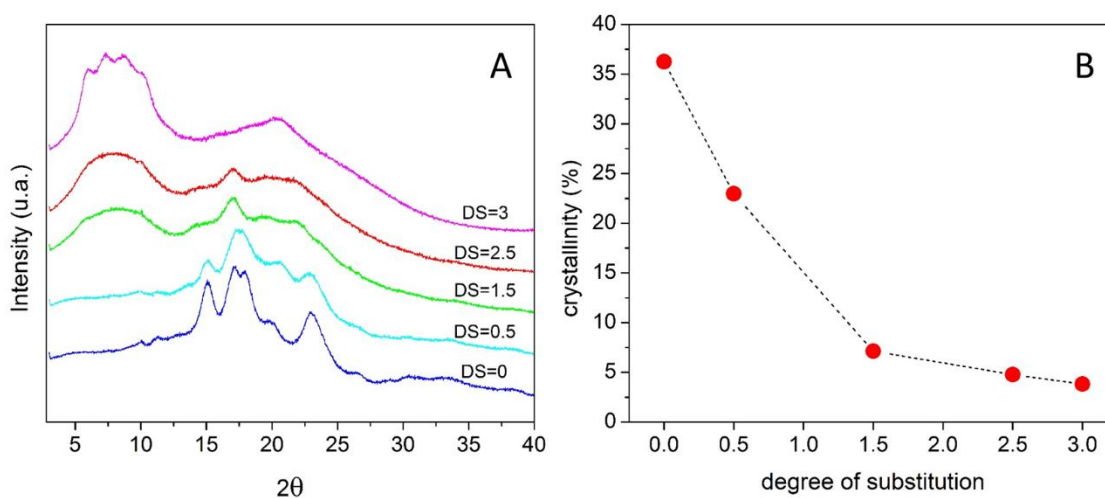 A
Intensity (u.a.)
DS=3
DS=2.5
DS=1.5
DS=0.5
DS=0
5 10 15 20 25 30 35 40
2θ
B
40
35
30
25
20
15
10
5
0
crystallinity (%)
0.0 0.5 1.0 1.5 2.0 2.5 3.0
degree of substitution